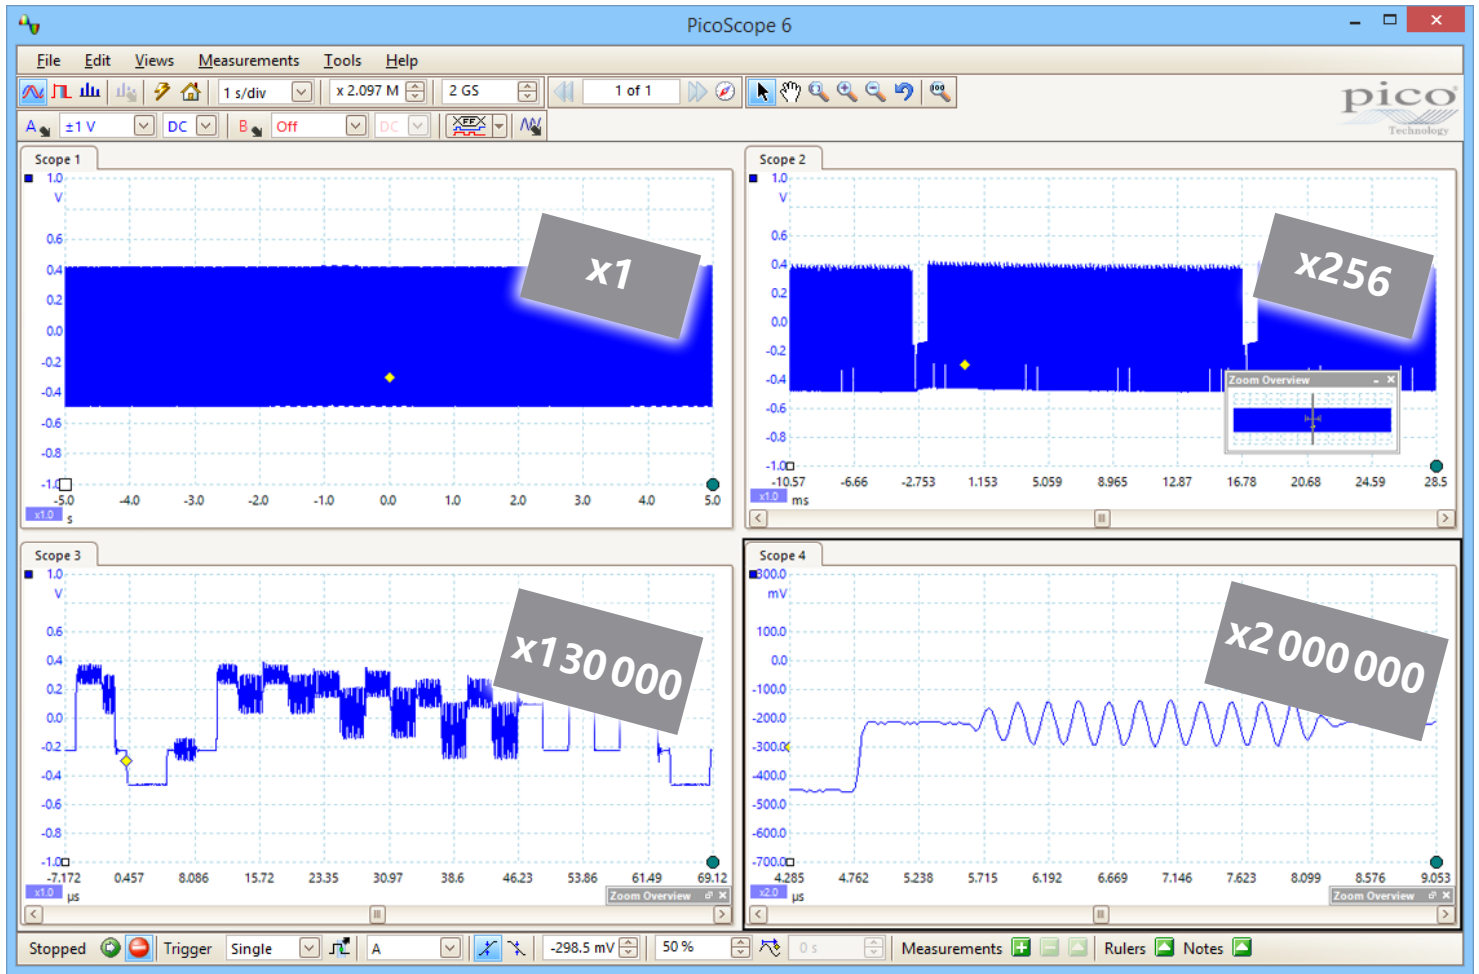 PicoScope 6
File Edit Views Measurements Tools Help
1 s/div x 2.097 M 2 GS 1 of 1
pico
Technology
A ±1 V DC B Off DC
Scope 1
1.0
V
0.6
0.4
0.2
0.0
-0.2
-0.4
-0.6
-0.8
-1.0
-5.0 -4.0 -3.0 -2.0 -1.0 0.0 1.0 2.0 3.0 4.0 5.0
x1.0 s
x1
Scope 2
1.0
V
0.6
0.4
0.2
0.0
-0.2
-0.4
-0.6
-0.8
-1.0
-10.57 -6.66 -2.753 1.153 5.059 8.965 12.87 16.78 20.68 24.59 28.5
x1.0 ms
x256
Zoom Overview
Scope 3
1.0
V
0.6
0.4
0.2
0.0
-0.2
-0.4
-0.6
-0.8
-1.0
-7.172 0.457 8.086 15.72 23.35 30.97 38.6 46.23 53.86 61.49 69.12
x1.0 µs
x130 000
Zoom Overview
Scope 4
300.0
mV
100.0
0.0
-100.0
-200.0
-300.0
-400.0
-500.0
-600.0
-700.0
4.285 4.762 5.238 5.715 6.192 6.669 7.146 7.623 8.099 8.576 9.053
x2.0 µs
x2 000 000
Zoom Overview
Stopped Trigger Single A -298.5 mV 50 % 0 s Measurements Rulers Notes